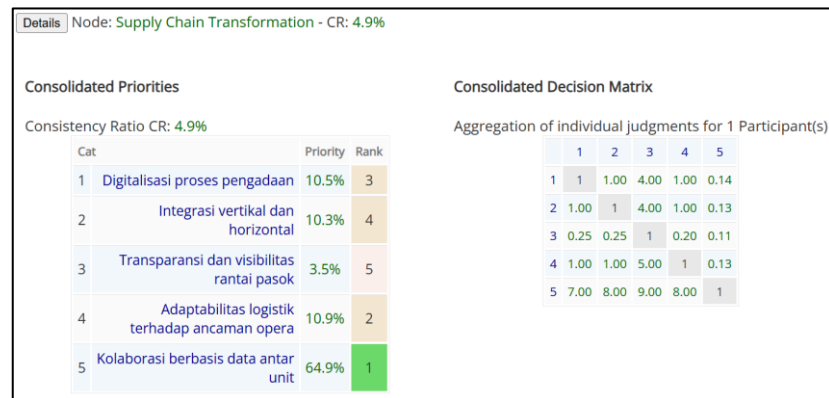 Details Node: Supply Chain Transformation - CR: 4.9%
Consolidated Priorities
Consistency Ratio CR: 4.9%
Cat Priority Rank
1 Digitalisasi proses pengadaan 10.5% 3
2 Integrasi vertikal dan
horizontal 10.3% 4
3 Transparansi dan visibilitas
rantai pasok 3.5% 5
4 Adaptabilitas logistik
terhadap ancaman opera 10.9% 2
5 Kolaborasi berbasis data antar
unit 64.9% 1
Consolidated Decision Matrix
Aggregation of individual judgments for 1 Participant(s)
1 2 3 4 5
1 1 1.00 4.00 1.00 0.14
2 1.00 1 4.00 1.00 0.13
3 0.25 0.25 1 0.20 0.11
4 1.00 1.00 5.00 1 0.13
5 7.00 8.00 9.00 8.00 1